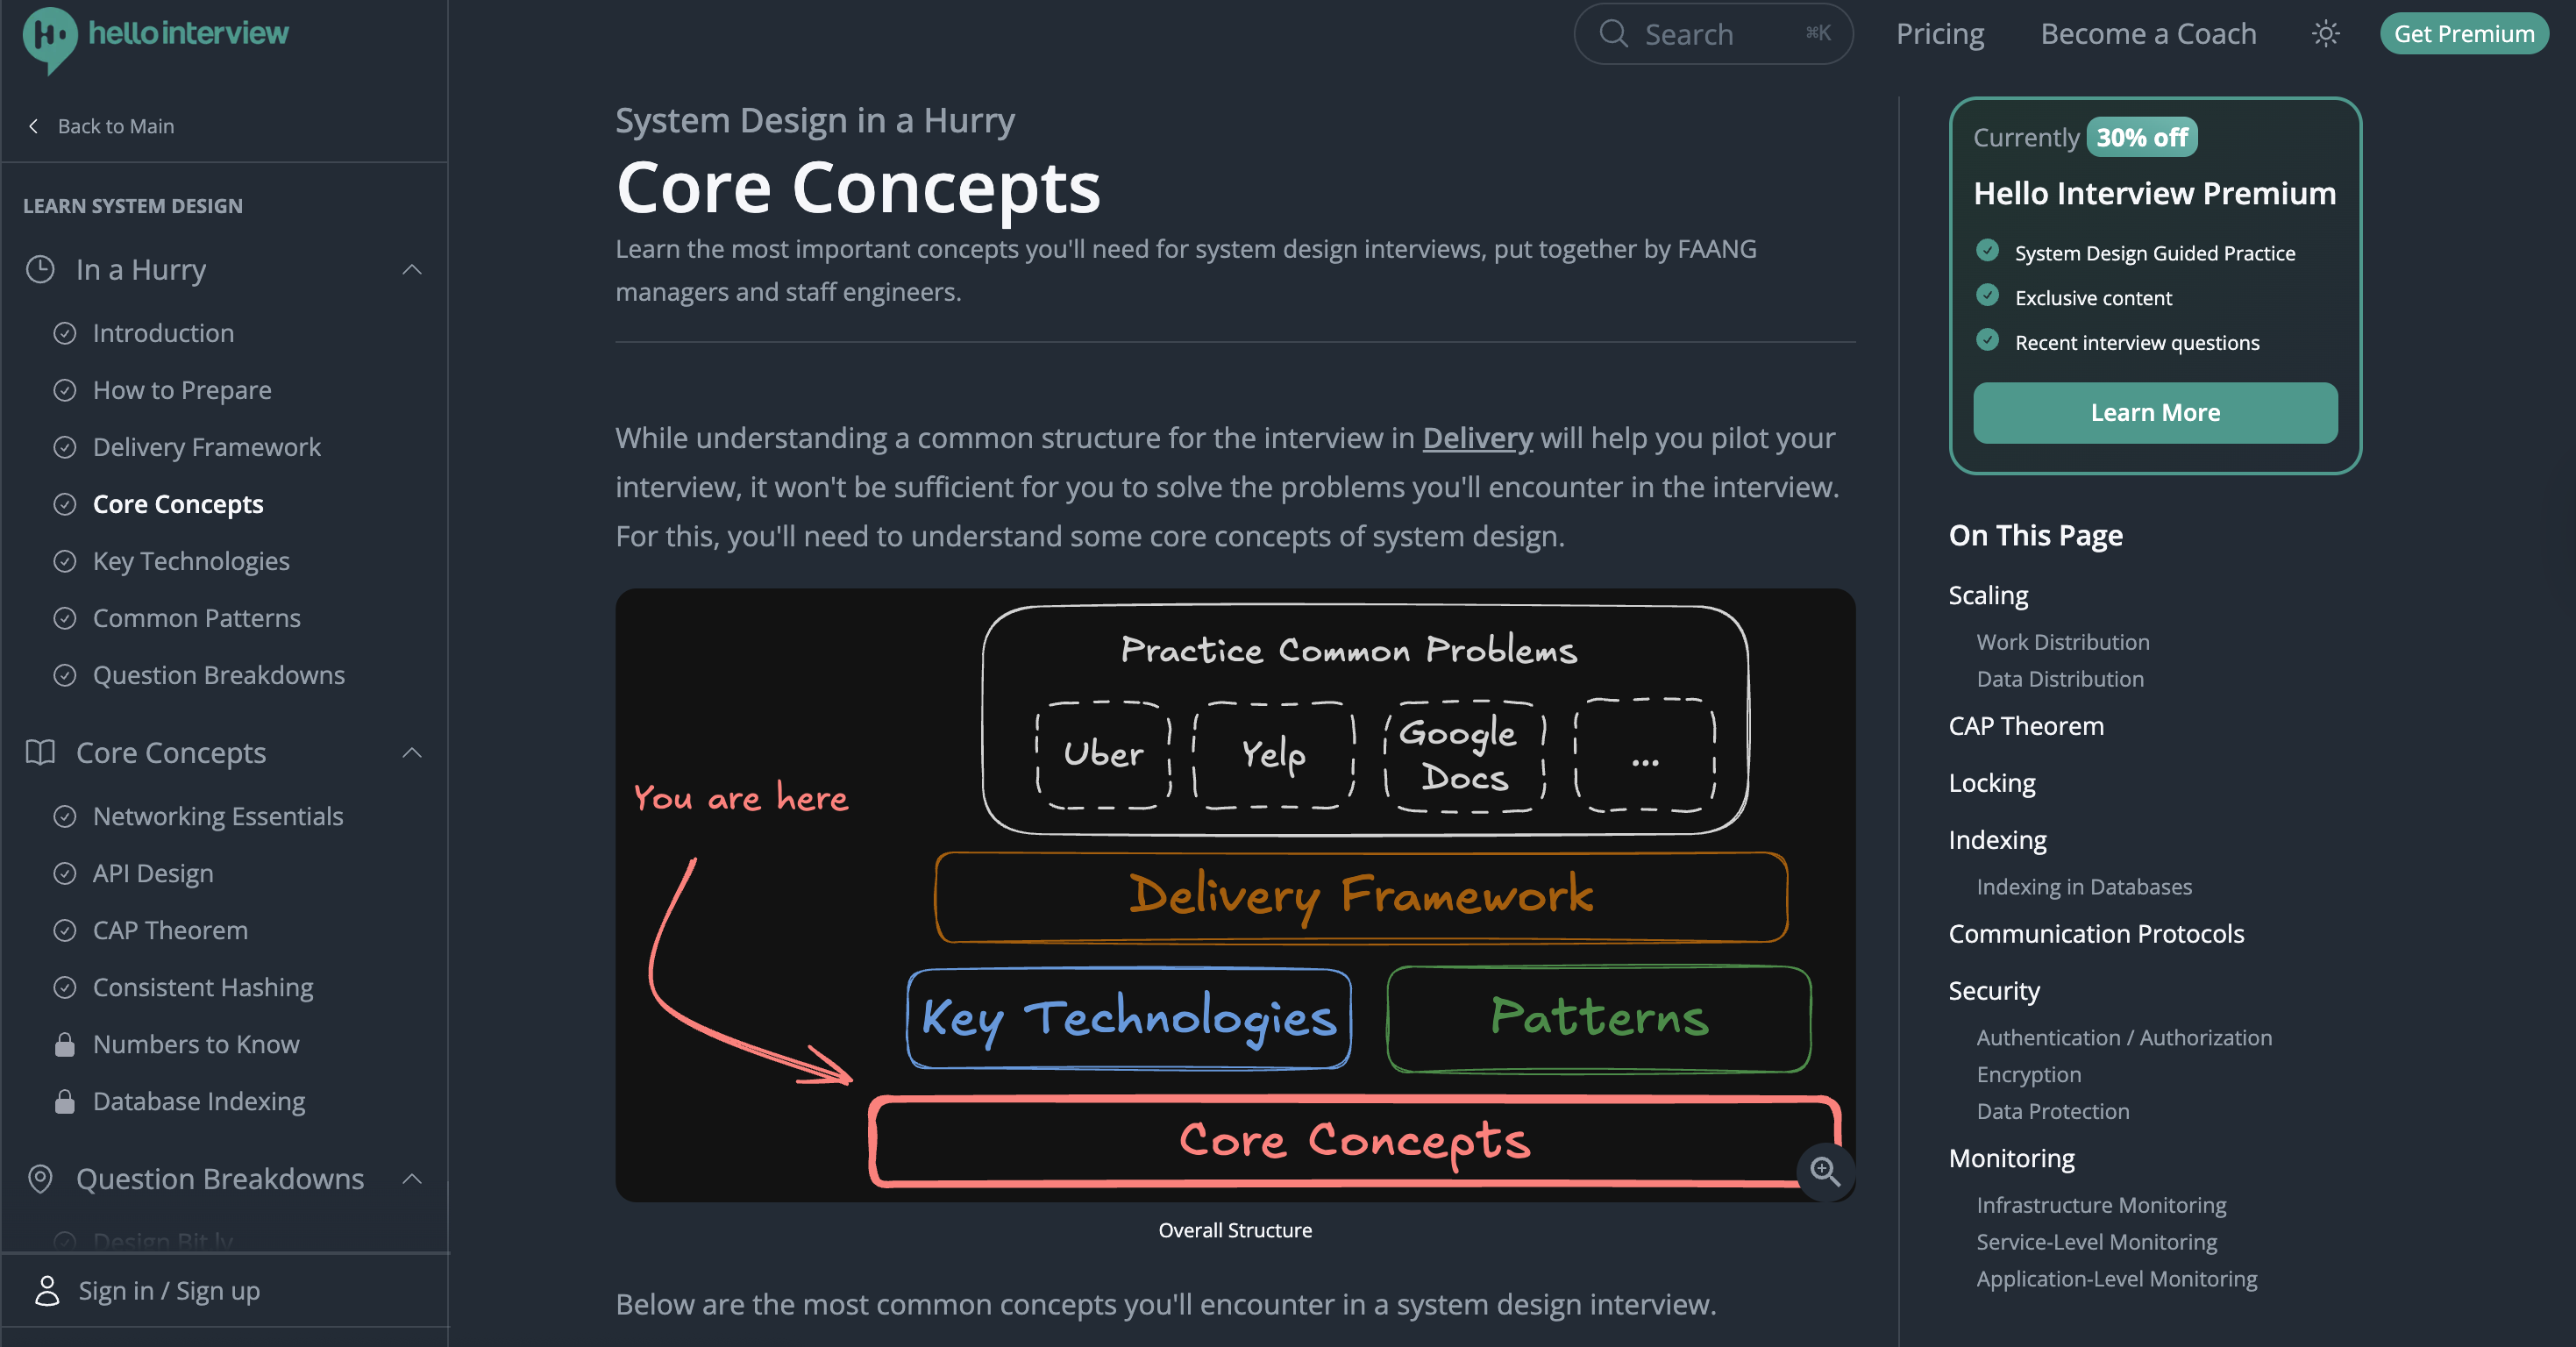 hello interview
Search ⌘K
Pricing
Become a Coach
Get Premium
Back to Main
LEARN SYSTEM DESIGN
In a Hurry
Introduction
How to Prepare
Delivery Framework
Core Concepts
Key Technologies
Common Patterns
Question Breakdowns
Core Concepts
Networking Essentials
API Design
CAP Theorem
Consistent Hashing
Numbers to Know
Database Indexing
Question Breakdowns
Design Bit.ly
Sign in / Sign up
System Design in a Hurry
Core Concepts
Learn the most important concepts you'll need for system design interviews, put together by FAANG
managers and staff engineers.
While understanding a common structure for the interview in Delivery will help you pilot your
interview, it won't be sufficient for you to solve the problems you'll encounter in the interview.
For this, you'll need to understand some core concepts of system design.
Practice Common Problems
Uber
Yelp
Google
Docs
...
You are here
Delivery Framework
Key Technologies
Patterns
Core Concepts
Overall Structure
Below are the most common concepts you'll encounter in a system design interview.
Currently 30% off
Hello Interview Premium
System Design Guided Practice
Exclusive content
Recent interview questions
Learn More
On This Page
Scaling
Work Distribution
Data Distribution
CAP Theorem
Locking
Indexing
Indexing in Databases
Communication Protocols
Security
Authentication / Authorization
Encryption
Data Protection
Monitoring
Infrastructure Monitoring
Service-Level Monitoring
Application-Level Monitoring